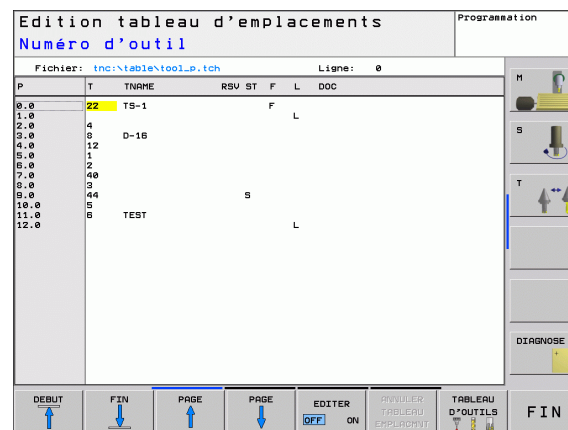 Edition tableau d'emplacements
Programmation
Numéro d'outil
Fichier: tnc:\table\tool_p.tch Ligne: 0
P T TNAME RSV ST F L DOC
0.0 22 TS-1 F
1.0 L
2.0 4
3.0 8 D-16
4.0 12
5.0 1
6.0 2
7.0 40
8.0 3
9.0 44 S
10.0 5
11.0 6 TEST
12.0 L
M
S
T
DIAGNOSE
DEBUT
FIN
PAGE
PAGE
EDITER
OFF ON
ANNULER
TABLEAU
EMPLACMNT
TABLEAU
D'OUTILS
FIN